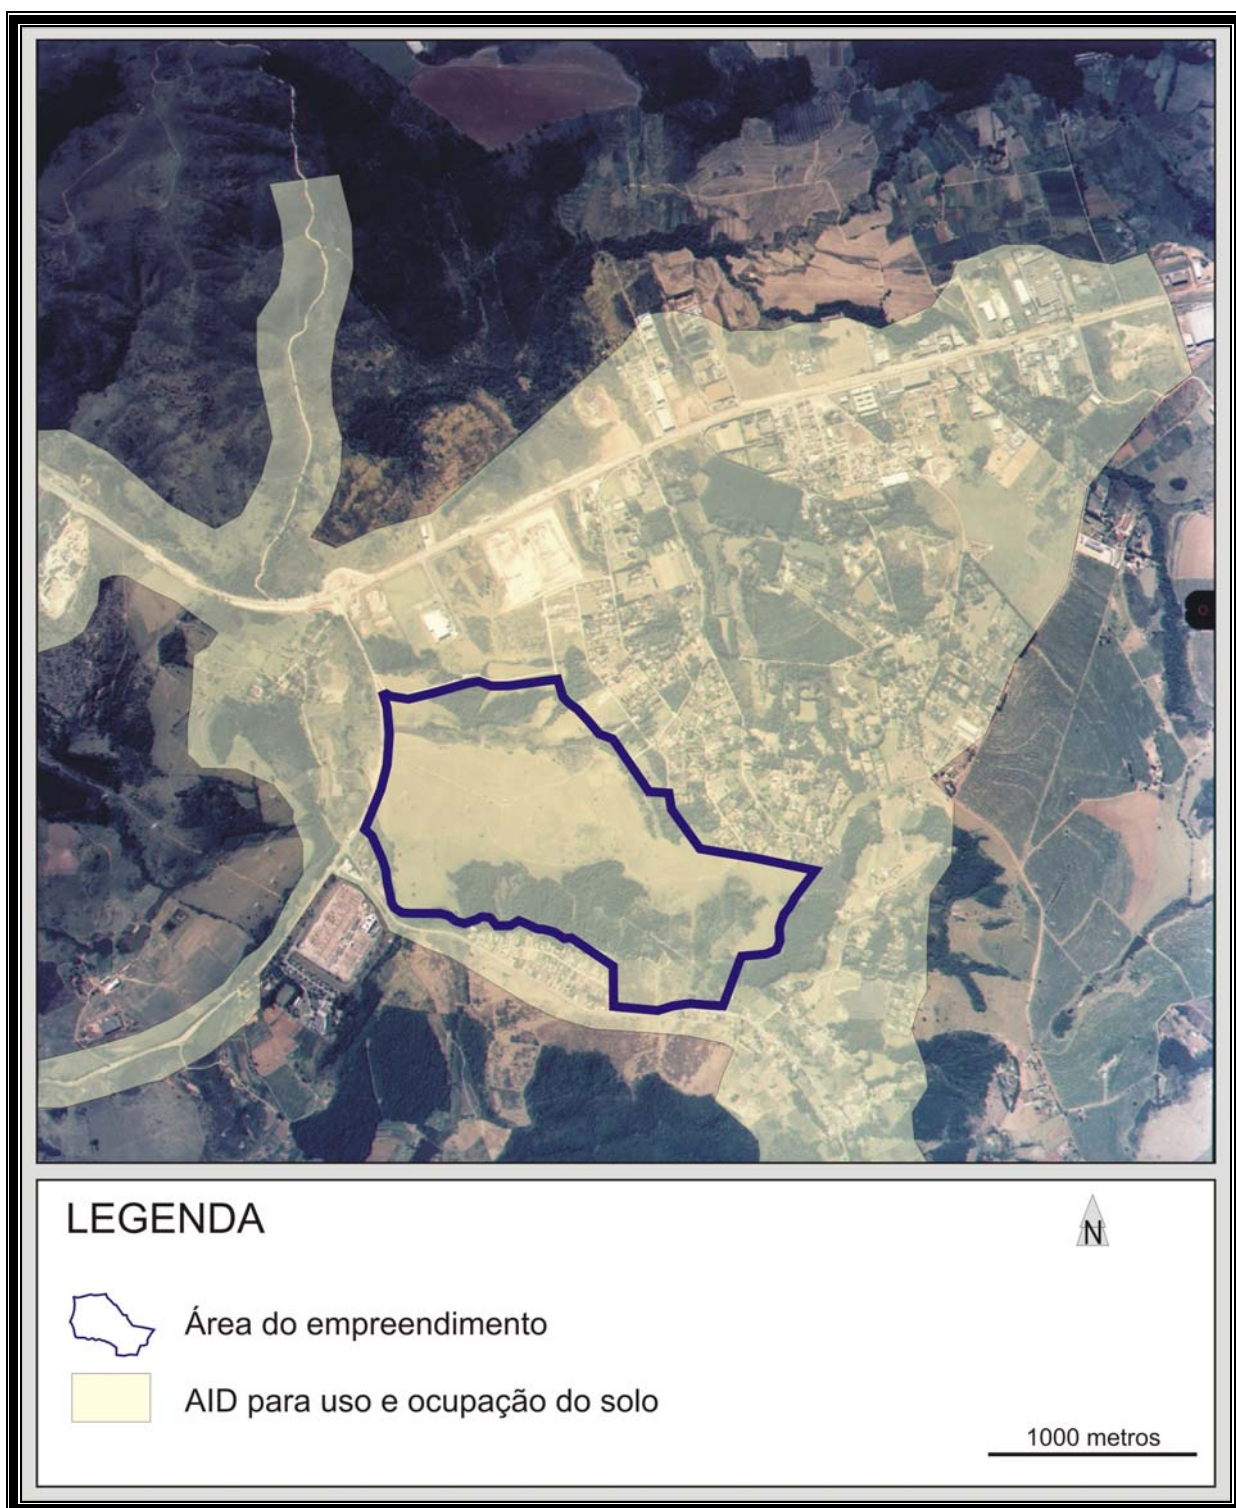 LEGENDA
N
Área do empreendimento
AID para uso e ocupação do solo
1000 metros